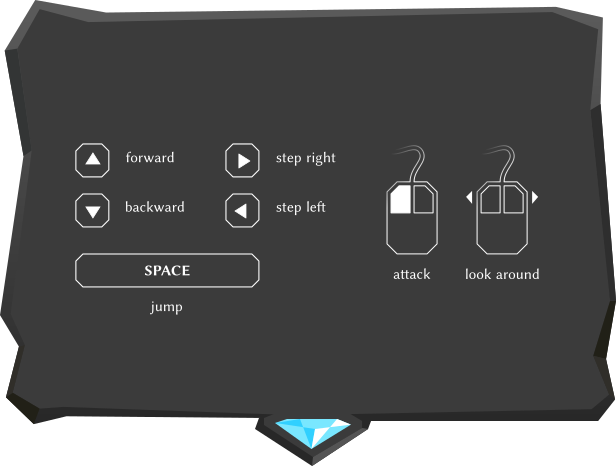 forward
step right
backward
step left
SPACE
jump
attack
look around